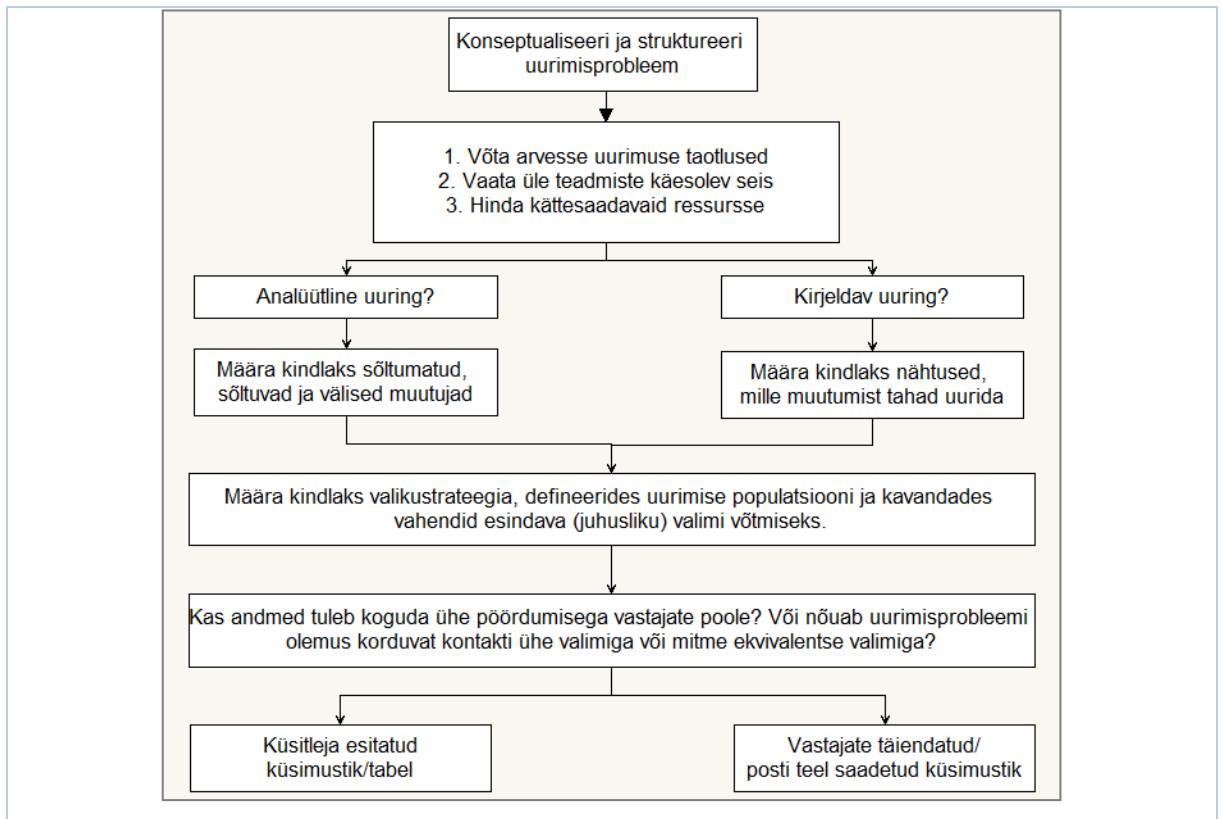 Konseptualiseeri ja struktureeri
uurimisprobleem
1. Võta arvesse uurimuse taotlused
2. Vaata üle teadmiste käesolev seis
3. Hinda kättesaadavaid ressursse
Analüütline uuring?
Kirjeldav uuring?
Määra kindlaks sõltumatud,
sõltuvad ja välised muutujad
Määra kindlaks nähtused,
mille muutumist tahad uurida
Määra kindlaks valikustrateegia, defineerides uurimise populatsiooni ja kavandades
vahendid esindava (juhusliku) valimi võtmiseks.
Kas andmed tuleb koguda ühe pöördumisega vastajate poole? Või nõuab uurimisprobleemi
olemus korduvat kontakti ühe valimiga või mitme ekvivalentse valimiga?
Küsitleja esitatud
küsimustik/tabel
Vastajate täiendatud/
posti teel saadetud küsimustik